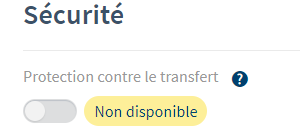 Sécurité
Protection contre le transfert ?
Non disponible